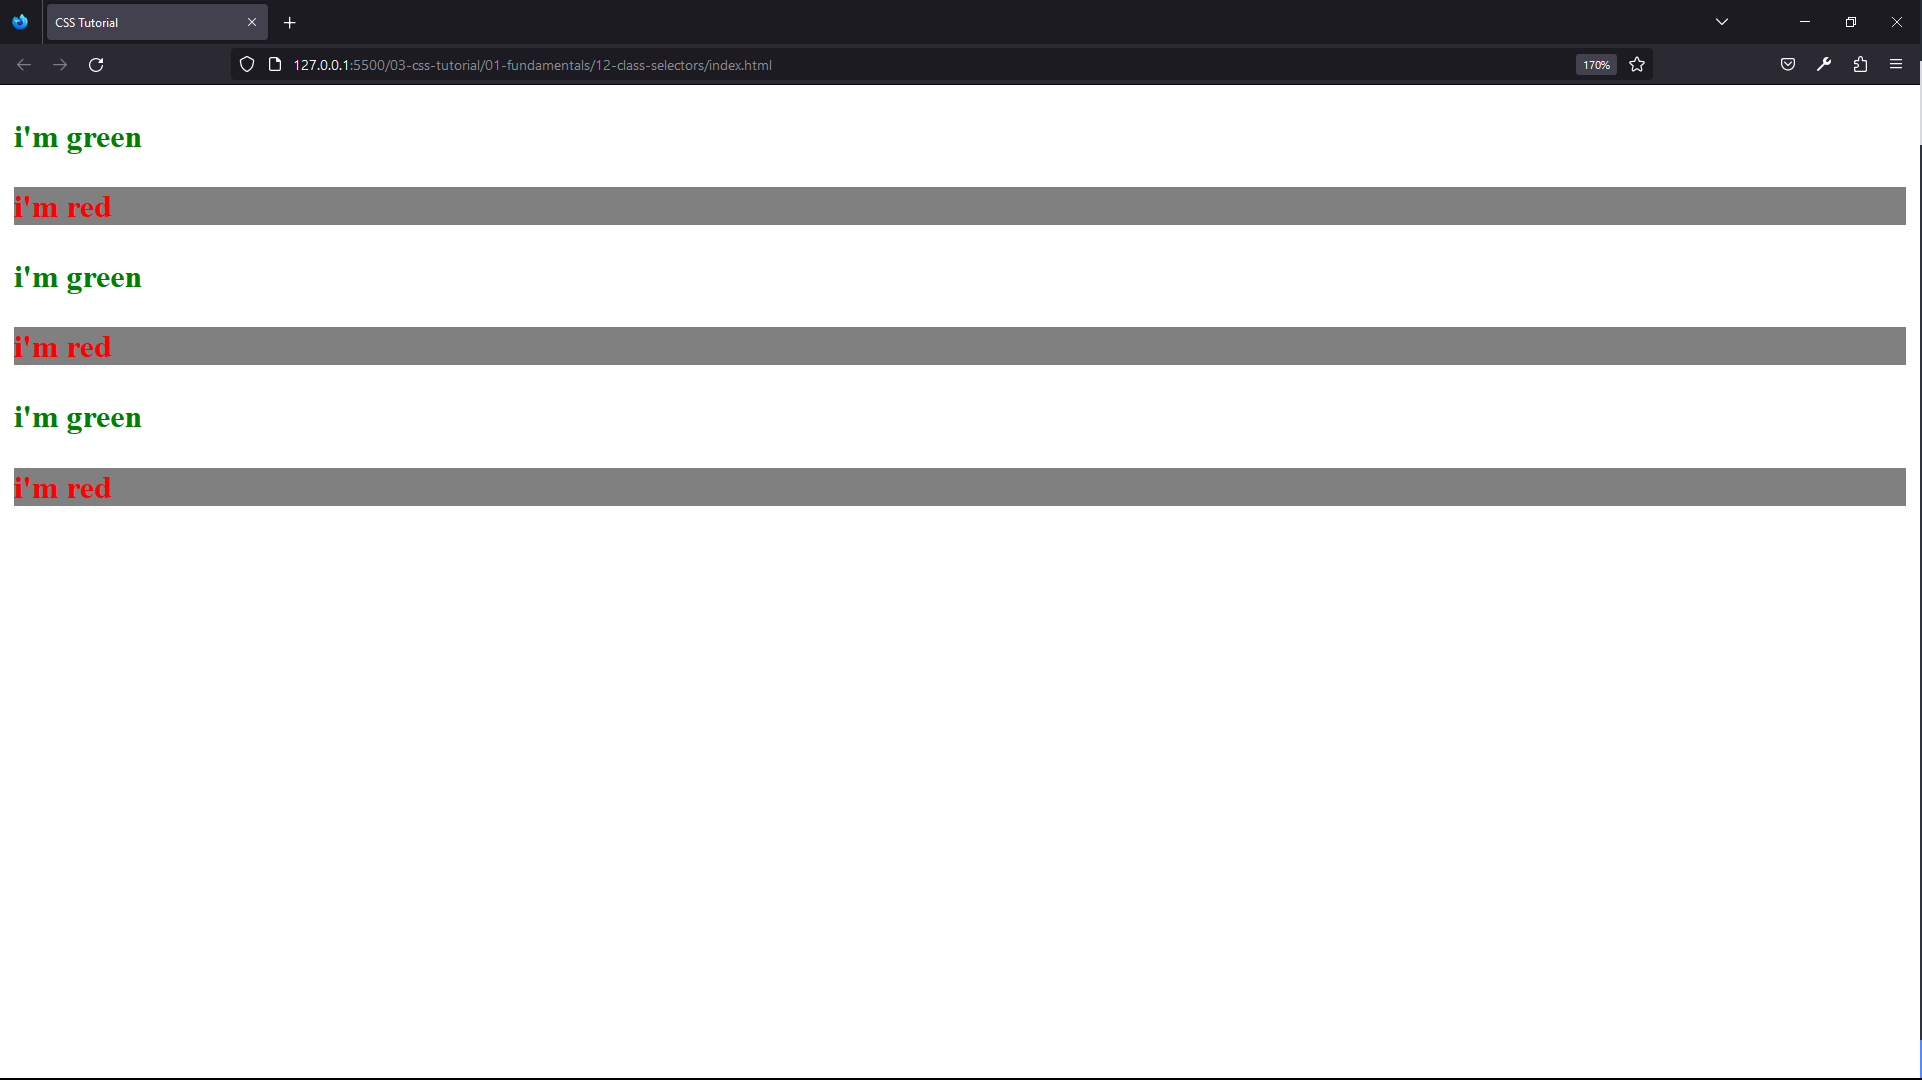 CSS Tutorial
127.0.0.1:5500/03-css-tutorial/01-fundamentals/12-class-selectors/index.html
170%
i'm green
i'm red
i'm green
i'm red
i'm green
i'm red